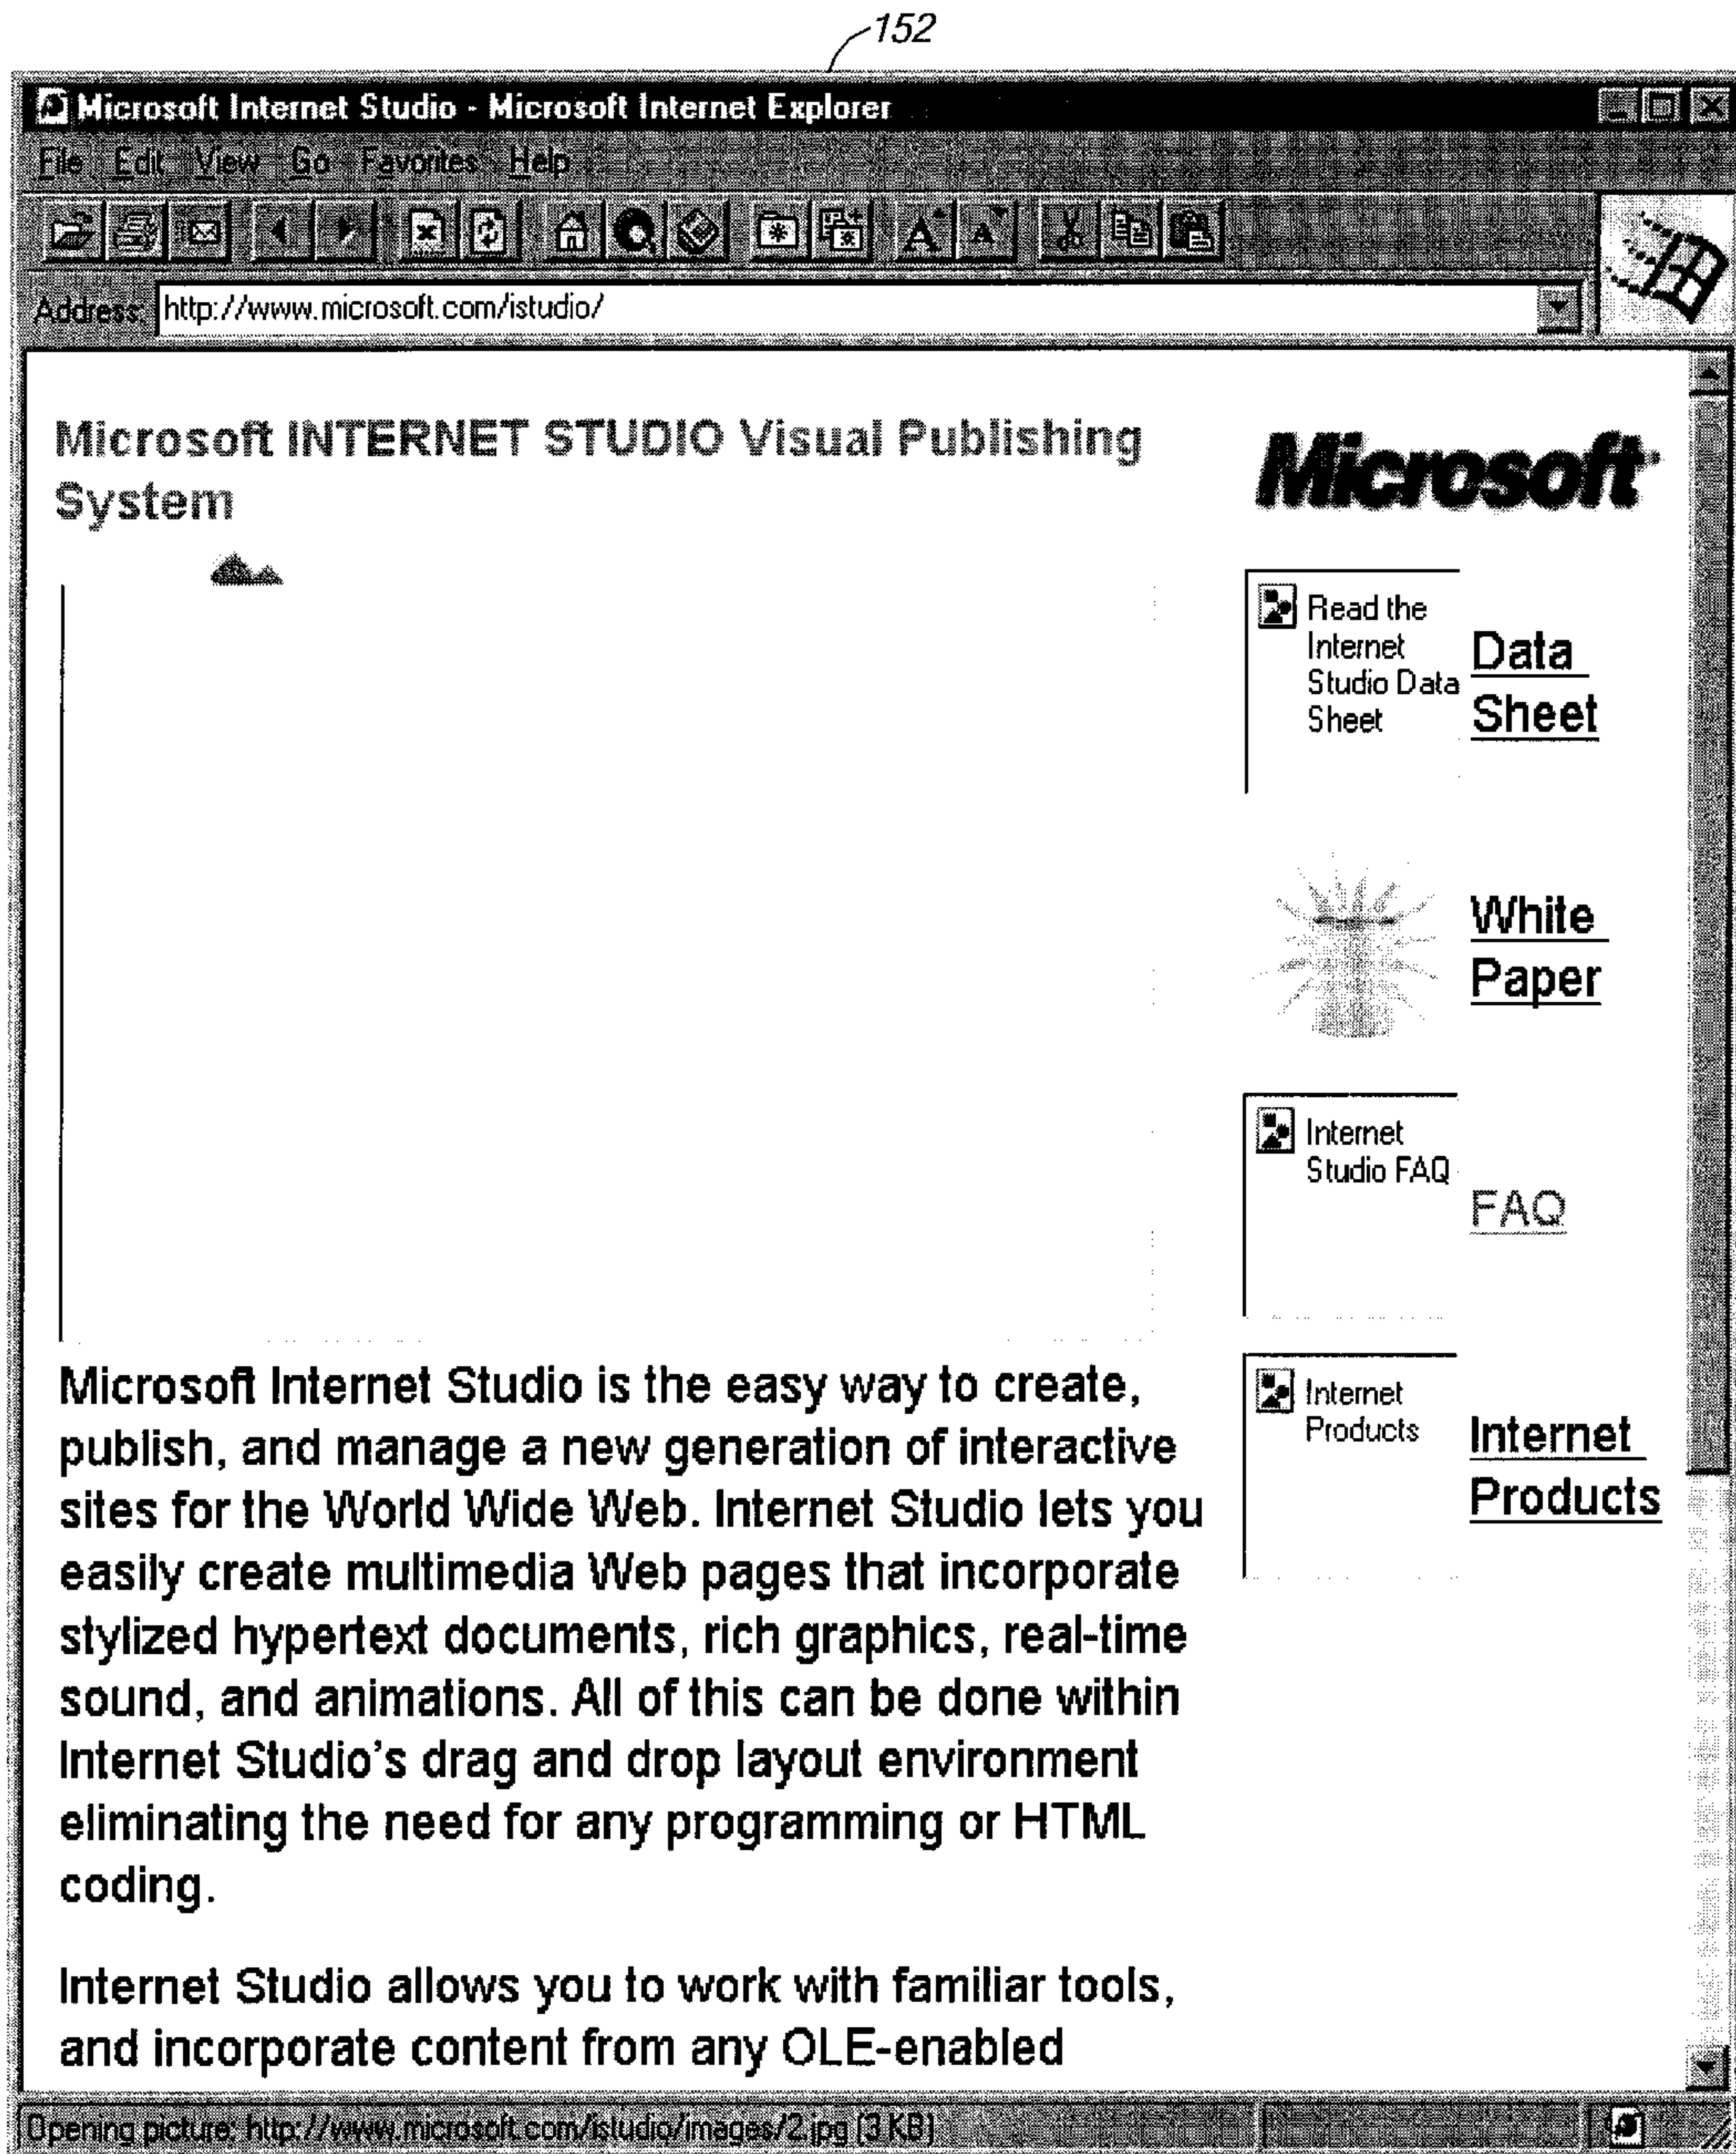 152
Microsoft Internet Studio - Microsoft Internet Explorer
File Edit View Go Favorites Help
Address: http://www.microsoft.com/istudio/
Microsoft INTERNET STUDIO Visual Publishing
System
Microsoft
Read the
Internet
Studio Data
Sheet
Data
Sheet
White
Paper
Internet
Studio FAQ
FAQ
Internet
Products
Internet
Products
Microsoft Internet Studio is the easy way to create,
publish, and manage a new generation of interactive
sites for the World Wide Web. Internet Studio lets you
easily create multimedia Web pages that incorporate
stylized hypertext documents, rich graphics, real-time
sound, and animations. All of this can be done within
Internet Studio's drag and drop layout environment
eliminating the need for any programming or HTML
coding.
Internet Studio allows you to work with familiar tools,
and incorporate content from any OLE-enabled
Opening picture: http://www.microsoft.com/istudio/images/2.jpg (3 KB)